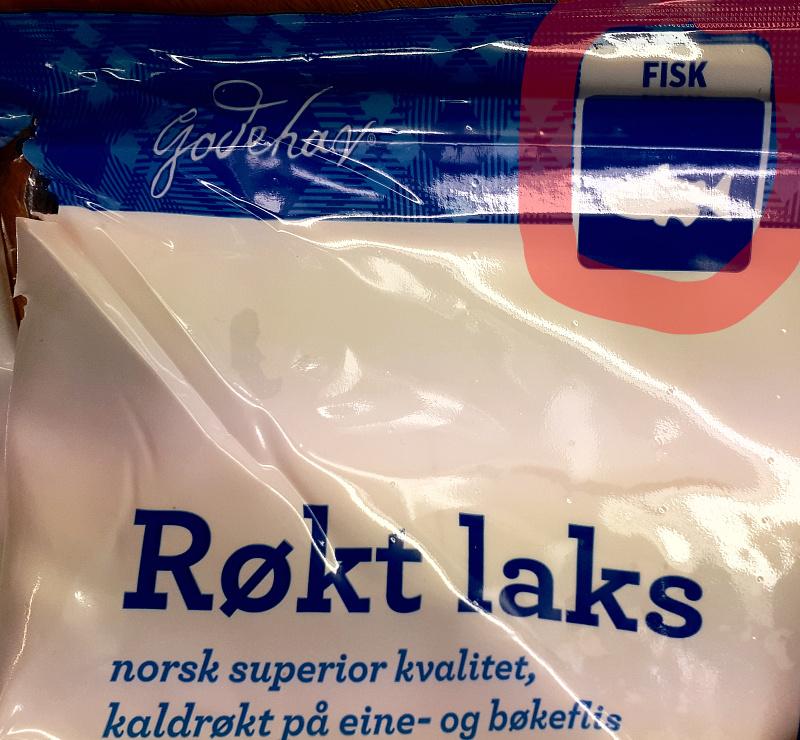 FISK
Godehav®
Røkt laks
norsk superior kvalitet,
kaldrøkt på eine- og bøkeflis